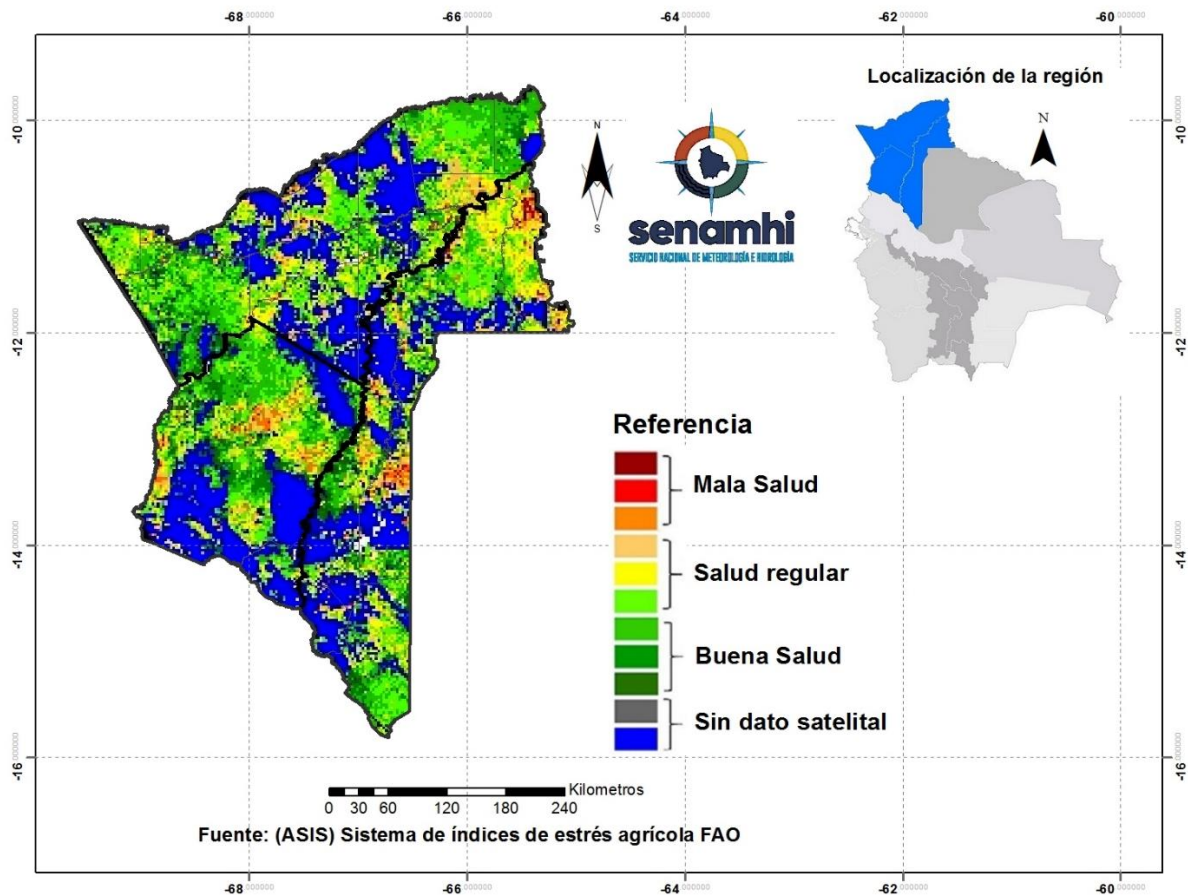 -68.000000 -66.000000 -64.000000 -62.000000 -60.000000
Localización de la región
-10.000000 -10.000000
N
N
S
senamhi
SERVICIO NACIONAL DE METEOROLOGÍA E HIDROLOGÍA
-12.000000 -12.000000
Referencia
Mala Salud
Salud regular
Buena Salud
Sin dato satelital
-14.000000 -14.000000
-16.000000 -16.000000
Kilometros
0 30 60 120 180 240
Fuente: (ASIS) Sistema de índices de estrés agrícola FAO
-68.000000 -66.000000 -64.000000 -62.000000 -60.000000